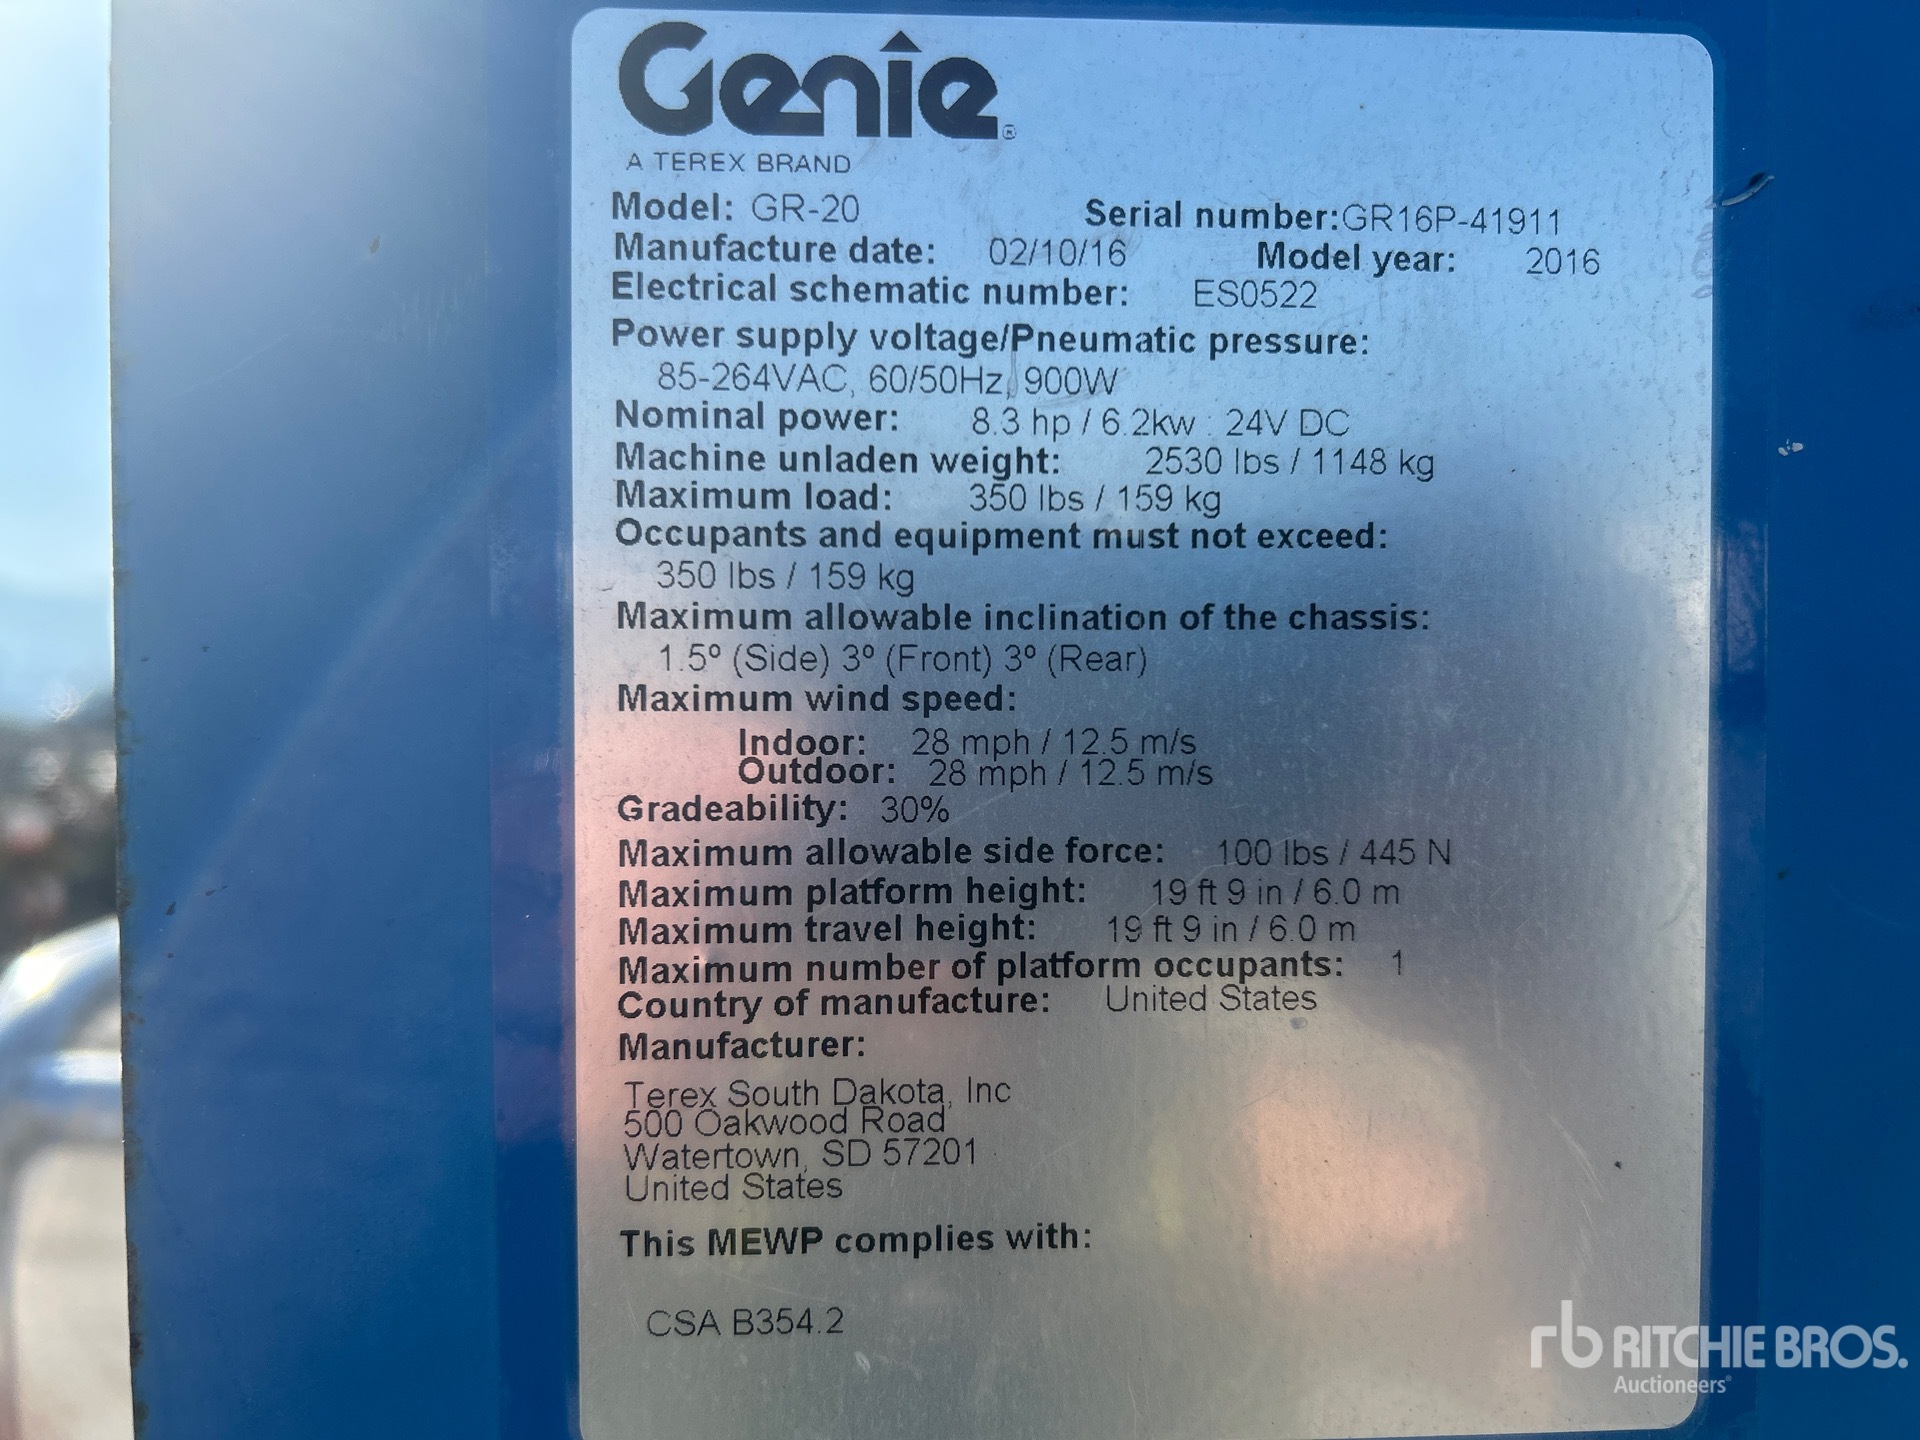 Genie®
A TEREX BRAND
Model: GR-20 Serial number:GR16P-41911
Manufacture date: 02/10/16 Model year: 2016
Electrical schematic number: ES0522
Power supply voltage/Pneumatic pressure:
85-264VAC, 60/50Hz, 900W
Nominal power: 8.3 hp / 6.2kw : 24V DC
Machine unladen weight: 2530 lbs / 1148 kg
Maximum load: 350 lbs / 159 kg
Occupants and equipment must not exceed:
350 lbs / 159 kg
Maximum allowable inclination of the chassis:
1.5º (Side) 3º (Front) 3º (Rear)
Maximum wind speed:
Indoor: 28 mph / 12.5 m/s
Outdoor: 28 mph / 12.5 m/s
Gradeability: 30%
Maximum allowable side force: 100 lbs / 445 N
Maximum platform height: 19 ft 9 in / 6.0 m
Maximum travel height: 19 ft 9 in / 6.0 m
Maximum number of platform occupants: 1
Country of manufacture: United States
Manufacturer:
Terex South Dakota, Inc
500 Oakwood Road
Watertown, SD 57201
United States
This MEWP complies with:
CSA B354.2
rb RITCHIE BROS.
Auctioneers®